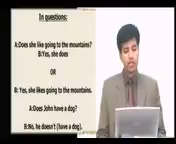 In questions:
A:Does she like going to the mountains?
B:Yes, she does
OR
B: Yes, she likes going to the mountains.
A:Does John have a dog?
B:No, he doesn't (have a dog).